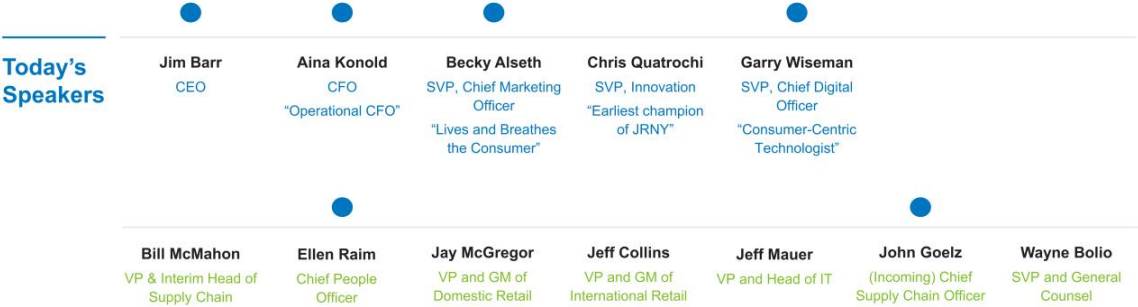 Today's
Speakers
Jim Barr
CEO
Aina Konold
CFO
“Operational CFO”
Becky Alseth
SVP, Chief Marketing
Officer
“Lives and Breathes
the Consumer”
Chris Quatrochi
SVP, Innovation
“Earliest champion
of JRNY”
Garry Wiseman
SVP, Chief Digital
Officer
“Consumer-Centric
Technologist”
Bill McMahon
VP & Interim Head of
Supply Chain
Ellen Raim
Chief People
Officer
Jay McGregor
VP and GM of
Domestic Retail
Jeff Collins
VP and GM of
International Retail
Jeff Mauer
VP and Head of IT
John Goelz
(Incoming) Chief
Supply Chain Officer
Wayne Bolio
SVP and General
Counsel